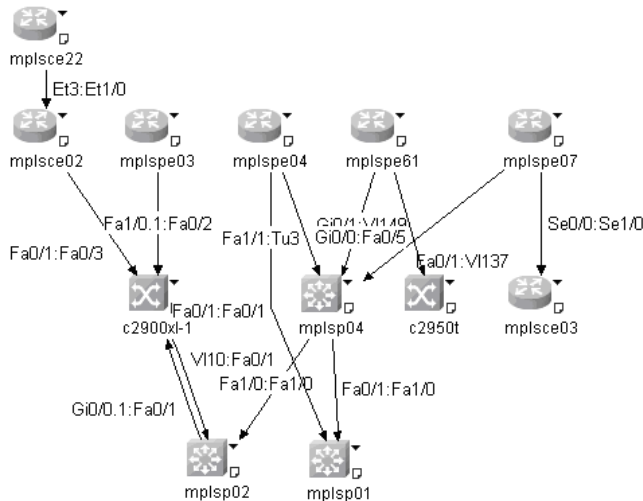 mplsce22
Et3:Et1/0
mplsce02
mplspe03
mplspe04
mplspe61
mplspe07
Fa1/0.1:Fa0/2
Fa1/1:Tu3
Gi0/1:Vl149
Gi0/0:Fa0/5
Se0/0:Se1/0
Fa0/1:Fa0/3
Fa0/1:Vl137
Fa0/1:Fa0/1
c2900xl-1
mplsp04
c2950t
mplsce03
Vl10:Fa0/1
Fa1/0:Fa1/0
Fa0/1:Fa1/0
Gi0/0.1:Fa0/1
mplsp02
mplsp01